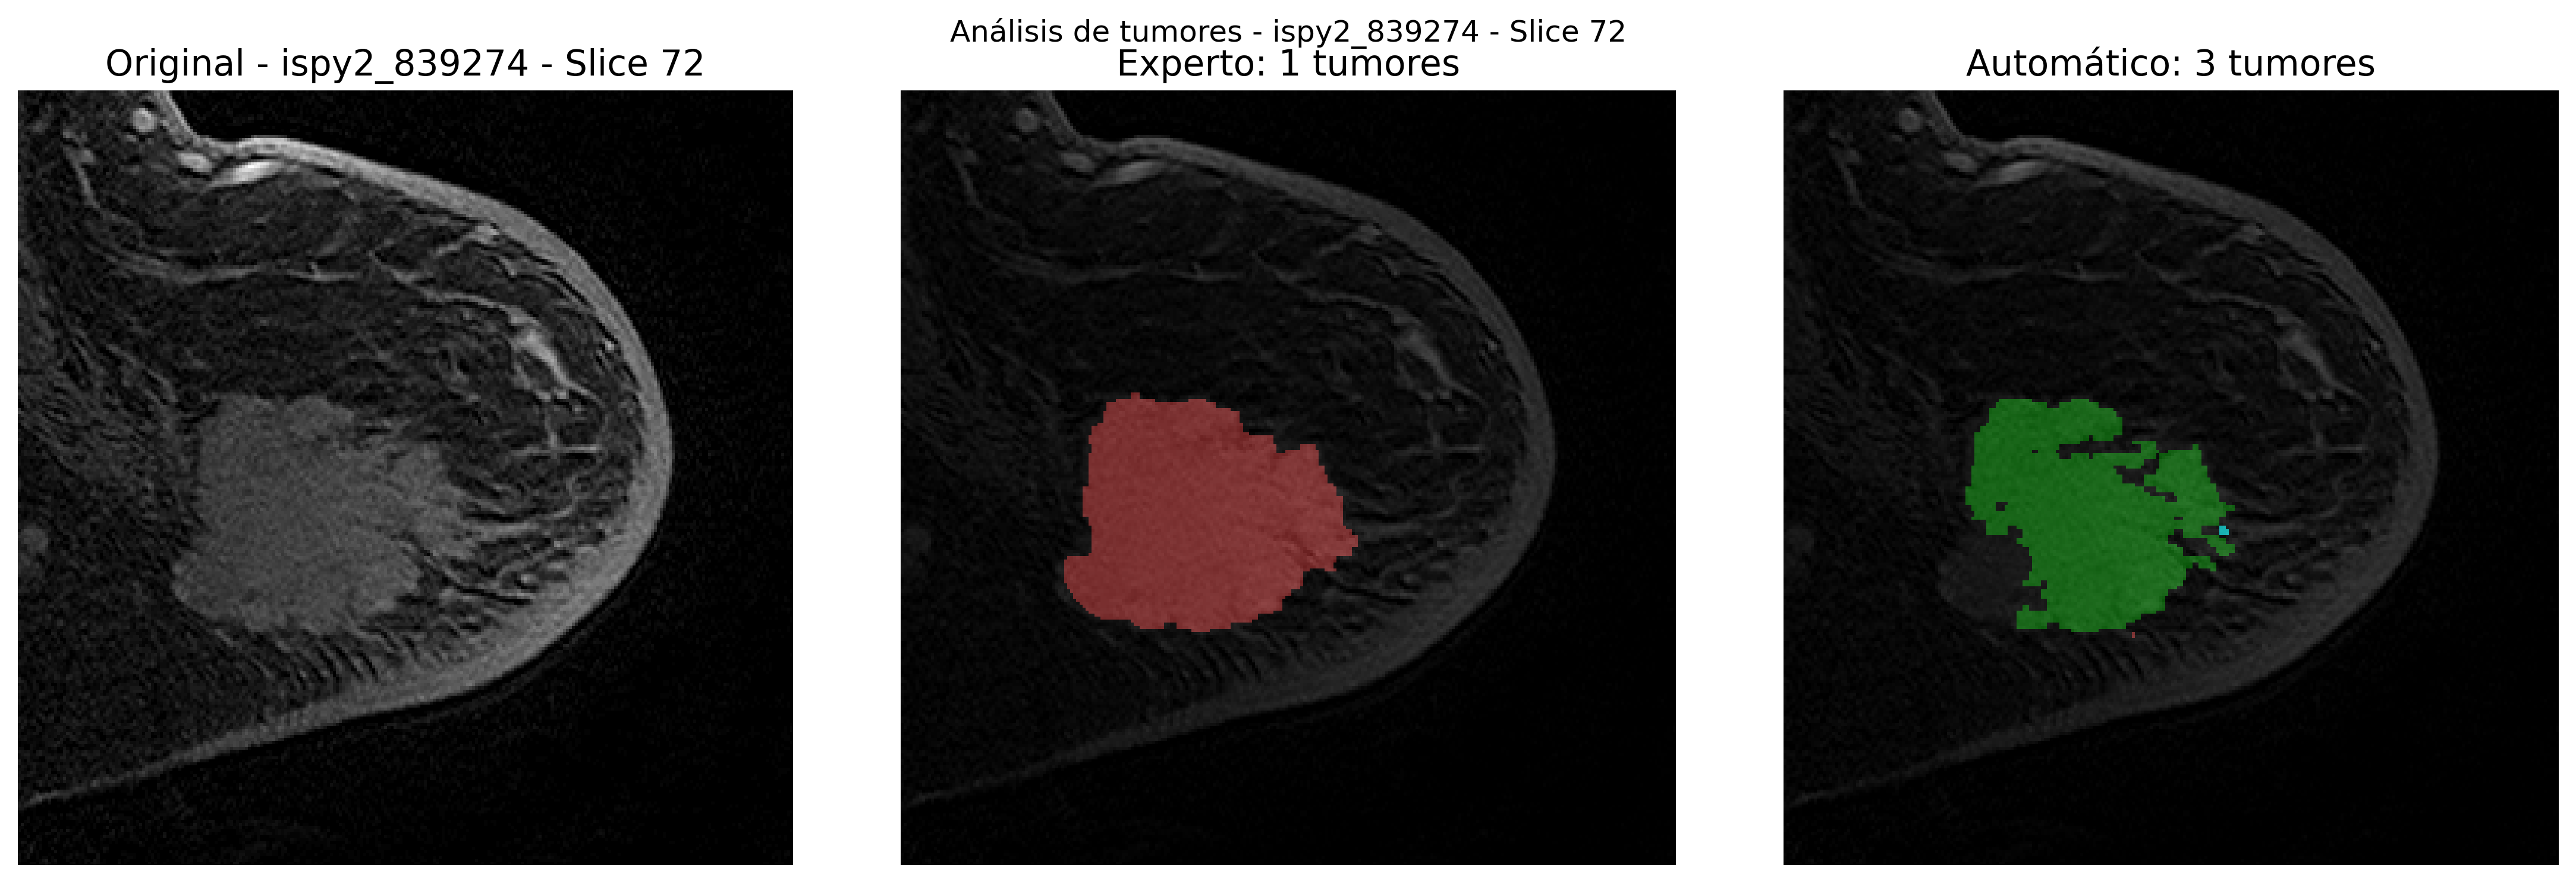 Análisis de tumores - ispy2_839274 - Slice 72
Original - ispy2_839274 - Slice 72
Experto: 1 tumores
Automático: 3 tumores